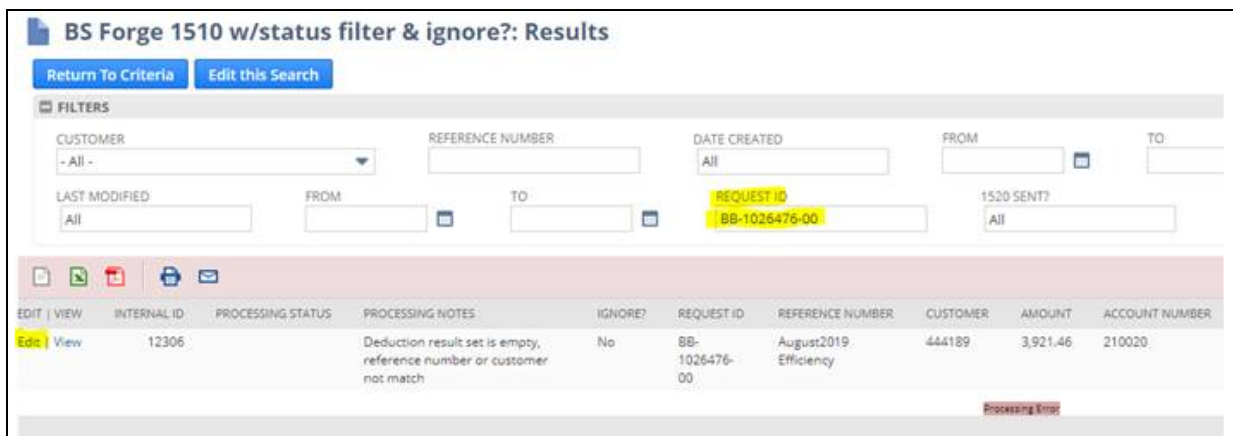 BS Forge 1510 w/status filter & ignore?: Results
Return To Criteria Edit this Search
FILTERS
CUSTOMER REFERENCE NUMBER DATE CREATED FROM TO
- All - All
LAST MODIFIED FROM TO REQUEST ID 1520 SENT?
All BB-1026476-00 All
EDIT | VIEW INTERNAL ID PROCESSING STATUS PROCESSING NOTES IGNORE? REQUEST ID REFERENCE NUMBER CUSTOMER AMOUNT ACCOUNT NUMBER
Edit | View 12306 Deduction result set is empty, No BB- August2019 444189 3,921.46 210020
reference number or customer 1026476- Efficiency
not match 00
Processing Error